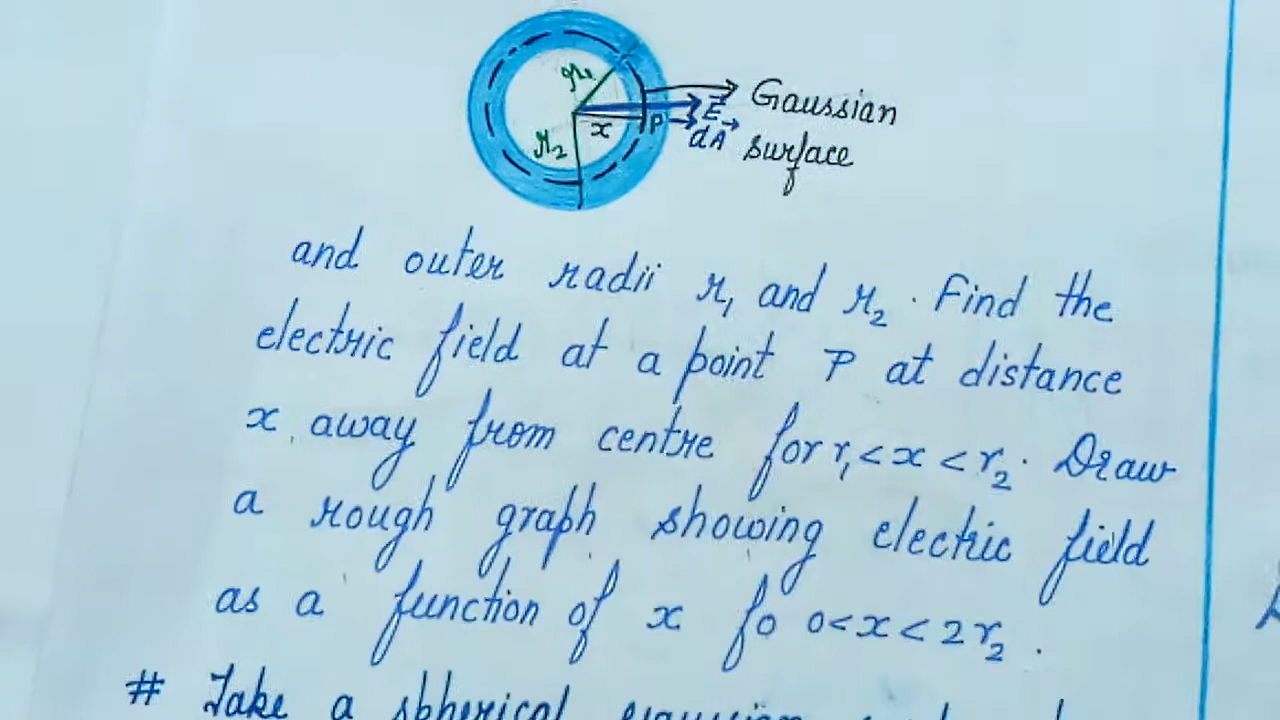 r₁
x
r₂
P
E⃗
dA⃗
Gaussian
surface
and outer radii r₁ and r₂. Find the
electric field at a point P at distance
x away from centre for r₁<x<r₂. Draw
a rough graph showing electric field
as a function of x fo 0<x<2r₂.
# Take a spherical gaussian